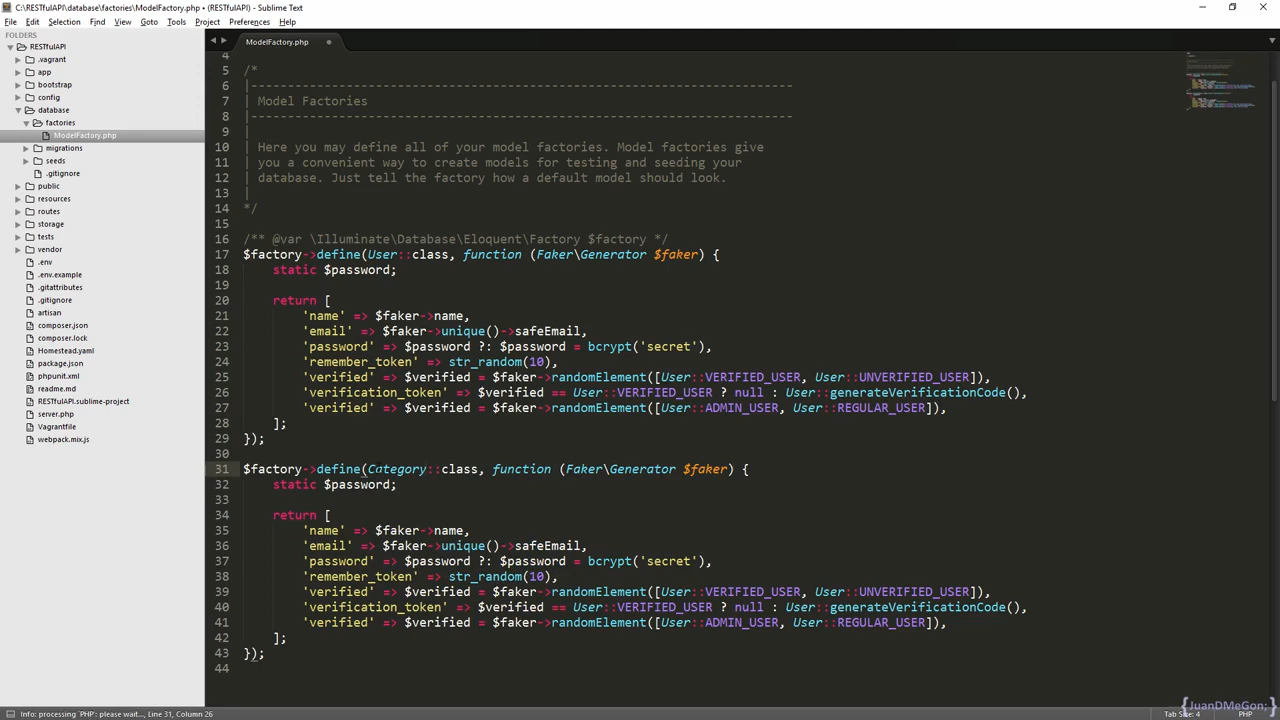 C:\RESTfulAPI\database\factories\ModelFactory.php • (RESTfulAPI) - Sublime Text
File Edit Selection Find View Goto Tools Project Preferences Help
FOLDERS
RESTfulAPI
.vagrant
app
bootstrap
config
database
factories
ModelFactory.php
migrations
seeds
.gitignore
public
resources
routes
storage
tests
vendor
.env
.env.example
.gitattributes
.gitignore
artisan
composer.json
composer.lock
Homestead.yaml
package.json
phpunit.xml
readme.md
RESTfulAPI.sublime-project
server.php
Vagrantfile
webpack.mix.js
ModelFactory.php
4
5 /*
6 |--------------------------------------------------------------------------
7 | Model Factories
8 |--------------------------------------------------------------------------
9 |
10 | Here you may define all of your model factories. Model factories give
11 | you a convenient way to create models for testing and seeding your
12 | database. Just tell the factory how a default model should look.
13 |
14 */
15
16 /** @var \Illuminate\Database\Eloquent\Factory $factory */
17 $factory->define(User::class, function (Faker\Generator $faker) {
18 static $password;
19
20 return [
21 'name' => $faker->name,
22 'email' => $faker->unique()->safeEmail,
23 'password' => $password ?: $password = bcrypt('secret'),
24 'remember_token' => str_random(10),
25 'verified' => $verified = $faker->randomElement([User::VERIFIED_USER, User::UNVERIFIED_USER]),
26 'verification_token' => $verified == User::VERIFIED_USER ? null : User::generateVerificationCode(),
27 'verified' => $verified = $faker->randomElement([User::ADMIN_USER, User::REGULAR_USER]),
28 ];
29 });
30
31 $factory->define(Category::class, function (Faker\Generator $faker) {
32 static $password;
33
34 return [
35 'name' => $faker->name,
36 'email' => $faker->unique()->safeEmail,
37 'password' => $password ?: $password = bcrypt('secret'),
38 'remember_token' => str_random(10),
39 'verified' => $verified = $faker->randomElement([User::VERIFIED_USER, User::UNVERIFIED_USER]),
40 'verification_token' => $verified == User::VERIFIED_USER ? null : User::generateVerificationCode(),
41 'verified' => $verified = $faker->randomElement([User::ADMIN_USER, User::REGULAR_USER]),
42 ];
43 });
44
{JuanDMeGon;}
Info: processing `PHP`: please wait..., Line 31, Column 26
Tab Size: 4
PHP